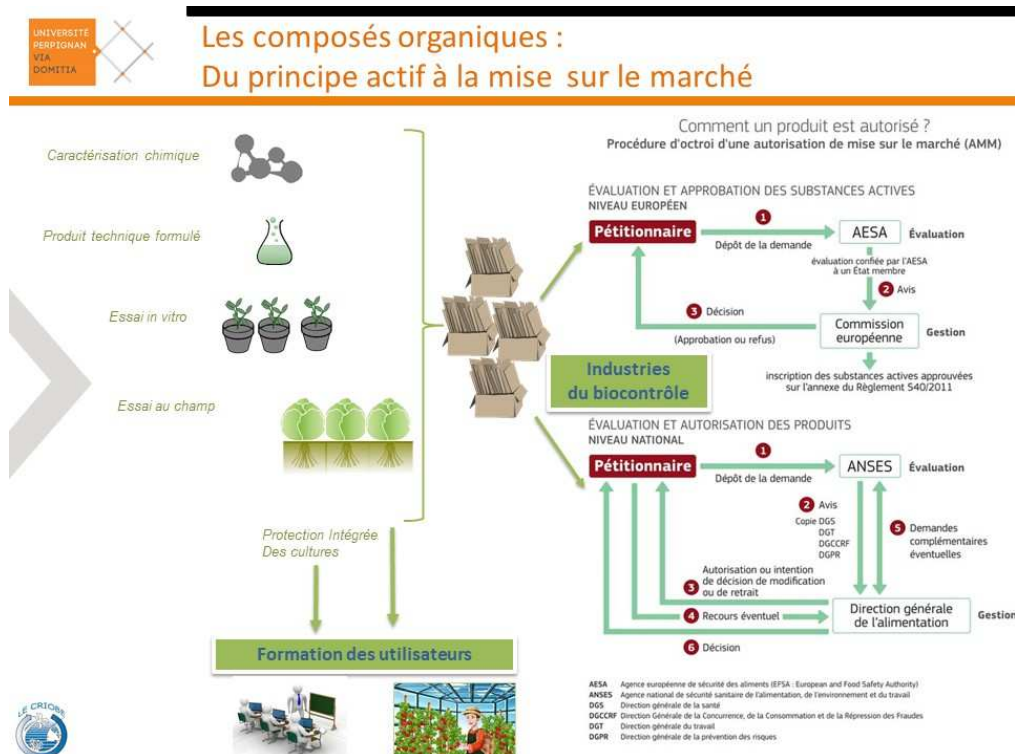 UNIVERSITÉ
PERPIGNAN
VIA
DOMITIA
Les composés organiques :
Du principe actif à la mise sur le marché
Caractérisation chimique
Produit technique formulé
Essai in vitro
Essai au champ
Protection Intégrée
Des cultures
Formation des utilisateurs
Industries
du biocontrôle
Comment un produit est autorisé ?
Procédure d'octroi d'une autorisation de mise sur le marché (AMM)
ÉVALUATION ET APPROBATION DES SUBSTANCES ACTIVES
NIVEAU EUROPÉEN
Pétitionnaire
1
Dépôt de la demande
AESA
Évaluation
évaluation confiée par l'AESA
à un État membre
2 Avis
3 Décision
(Approbation ou refus)
Commission
européenne
Gestion
inscription des substances actives approuvées
sur l'annexe du Règlement 540/2011
ÉVALUATION ET AUTORISATION DES PRODUITS
NIVEAU NATIONAL
Pétitionnaire
1
Dépôt de la demande
ANSES
Évaluation
2 Avis
Copie DGS
DGT
DGCCRF
DGPR
5 Demandes
complémentaires
éventuelles
Autorisation ou intention
3 de décision de modification
ou de retrait
4 Recours éventuel
6 Décision
Direction générale
de l'alimentation
Gestion
AESA Agence européenne de sécurité des aliments (EFSA : European and Food Safety Authority)
ANSES Agence national de sécurité sanitaire de l'alimentation, de l'environnement et du travail
DGS Direction générale de la santé
DGCCRF Direction Générale de la Concurrence, de la Consommation et de la Répression des Fraudes
DGT Direction générale du travail
DGPR Direction générale de la prévention des risques
LE CRIOBE